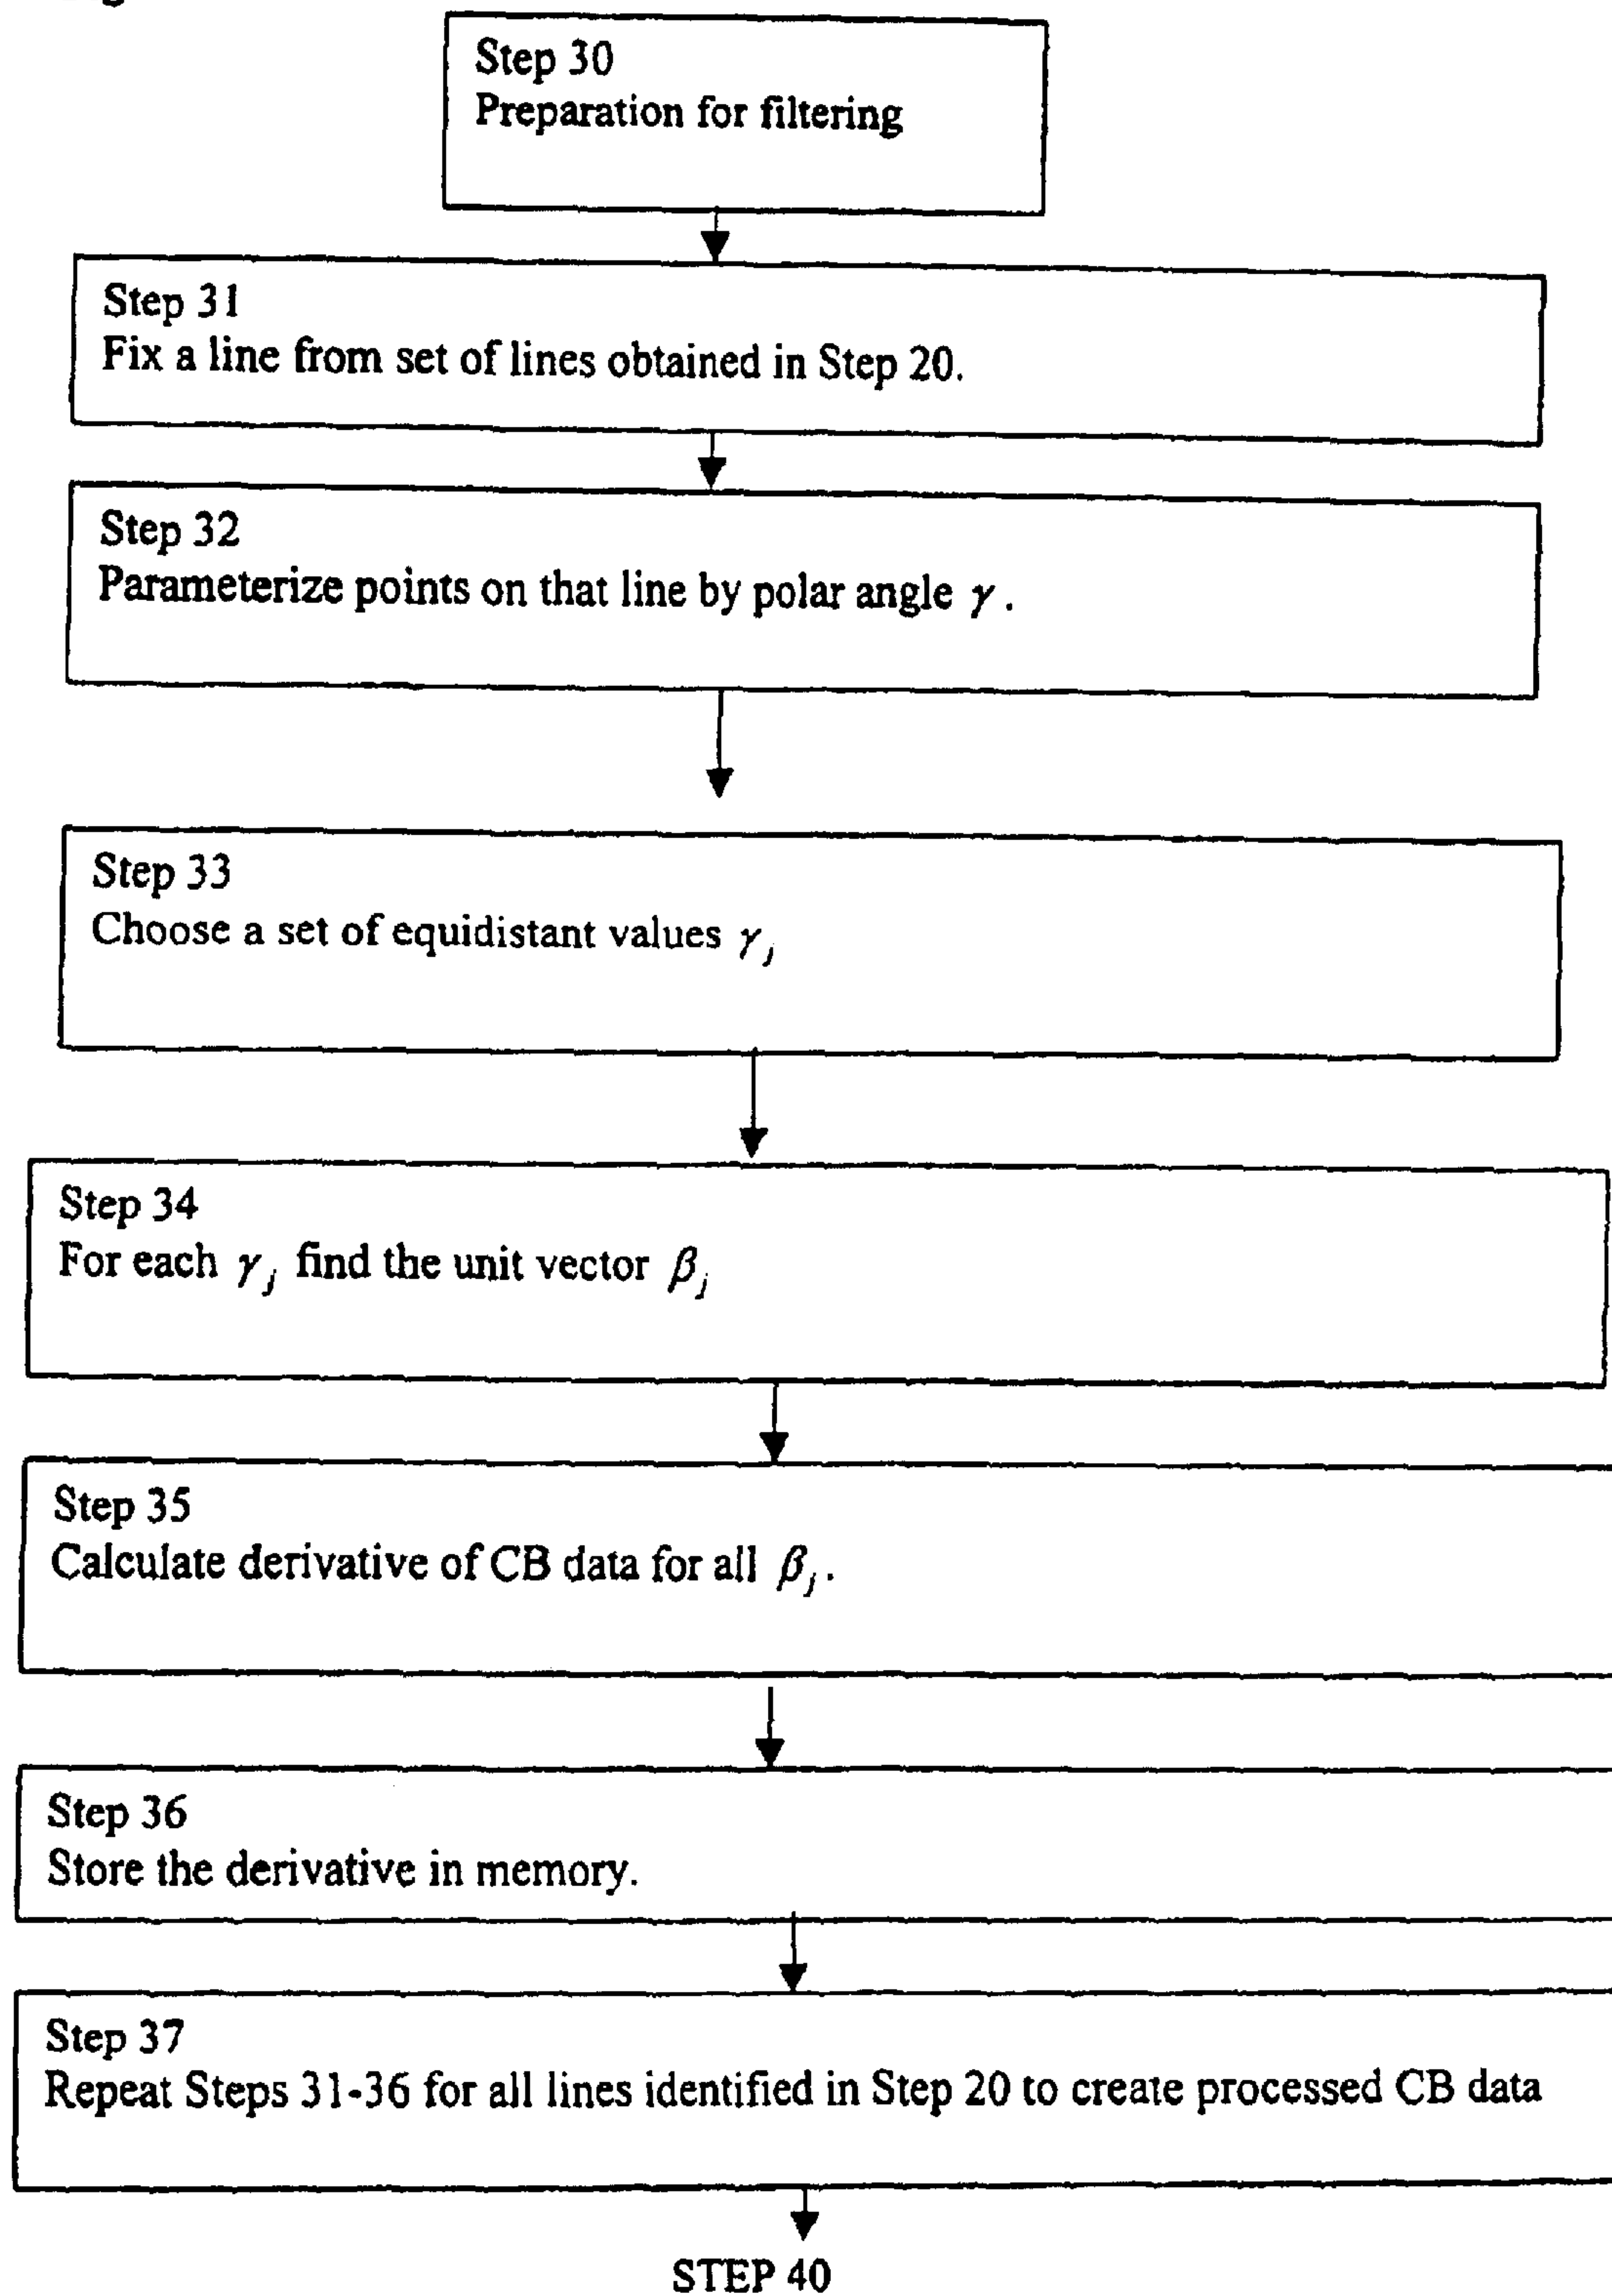 Step 30
Preparation for filtering
Step 31
Fix a line from set of lines obtained in Step 20.
Step 32
Parameterize points on that line by polar angle γ.
Step 33
Choose a set of equidistant values γj
Step 34
For each γj find the unit vector βj
Step 35
Calculate derivative of CB data for all βj.
Step 36
Store the derivative in memory.
Step 37
Repeat Steps 31-36 for all lines identified in Step 20 to create processed CB data
STEP 40